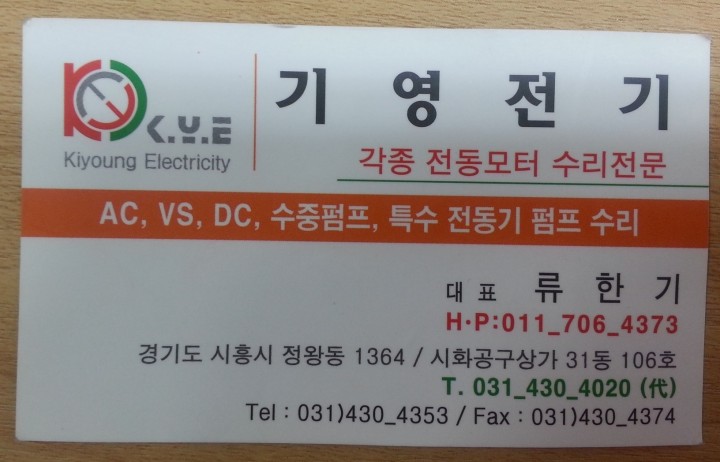 K.Y.E
Kiyoung Electricity
기영전기
각종 전동모터 수리전문
AC, VS, DC, 수중펌프, 특수 전동기 펌프 수리
대표 류한기
H·P:011_706_4373
경기도 시흥시 정왕동 1364 / 시화공구상가 31동 106호
T. 031_430_4020 (代)
Tel : 031)430_4353 / Fax : 031)430_4374